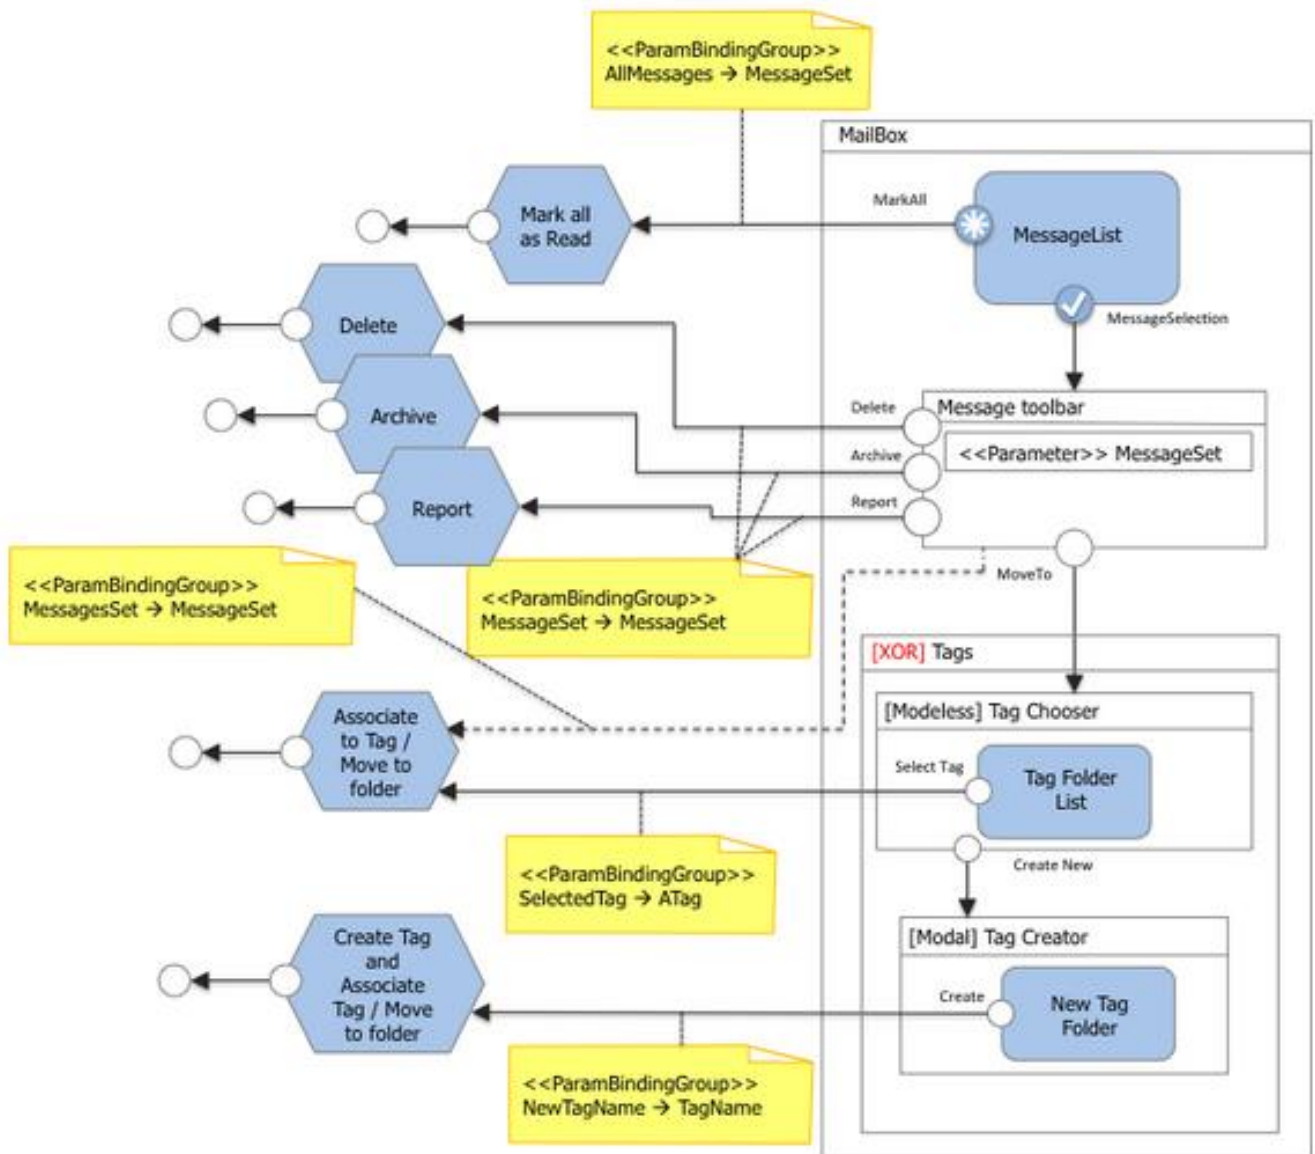 <<ParamBindingGroup>>
AllMessages → MessageSet
MailBox
MarkAll
Mark all
as Read
MessageList
MessageSelection
Delete
Delete
Message toolbar
Archive
Archive
<<Parameter>> MessageSet
Report
Report
MoveTo
<<ParamBindingGroup>>
MessagesSet → MessageSet
<<ParamBindingGroup>>
MessageSet → MessageSet
[XOR] Tags
[Modeless] Tag Chooser
Associate
to Tag /
Move to
folder
Select Tag
Tag Folder
List
Create New
<<ParamBindingGroup>>
SelectedTag → ATag
[Modal] Tag Creator
Create Tag
and
Associate
Tag / Move
to folder
Create
New Tag
Folder
<<ParamBindingGroup>>
NewTagName → TagName